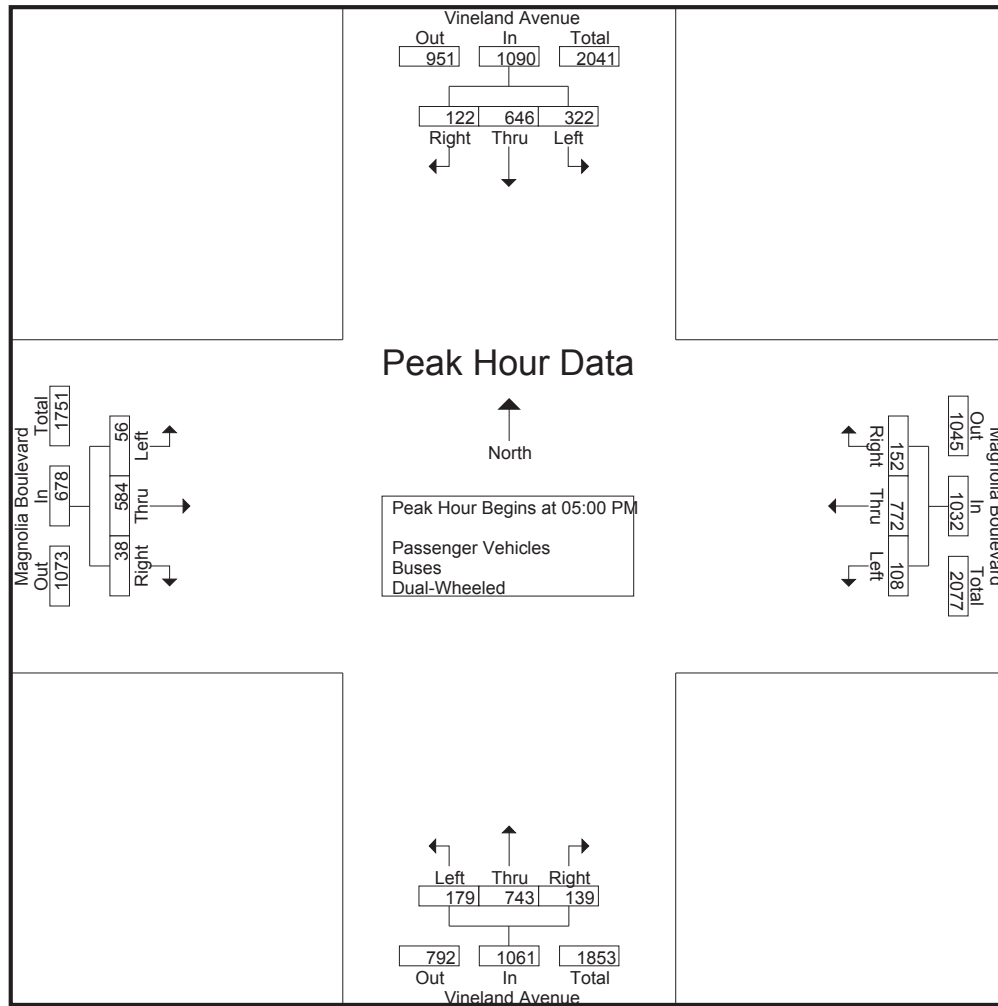 Vineland Avenue
Out In Total
951 1090 2041
122 646 322
Right Thru Left
Peak Hour Data
North
Peak Hour Begins at 05:00 PM
Passenger Vehicles
Buses
Dual-Wheeled
Magnolia Boulevard
Out In Total
1073 678 1751
38 584 56
Right Thru Left
Magnolia Boulevard
Out In Total
1045 1032 2077
152 772 108
Right Thru Left
Left Thru Right
179 743 139
792 1061 1853
Out In Total
Vineland Avenue